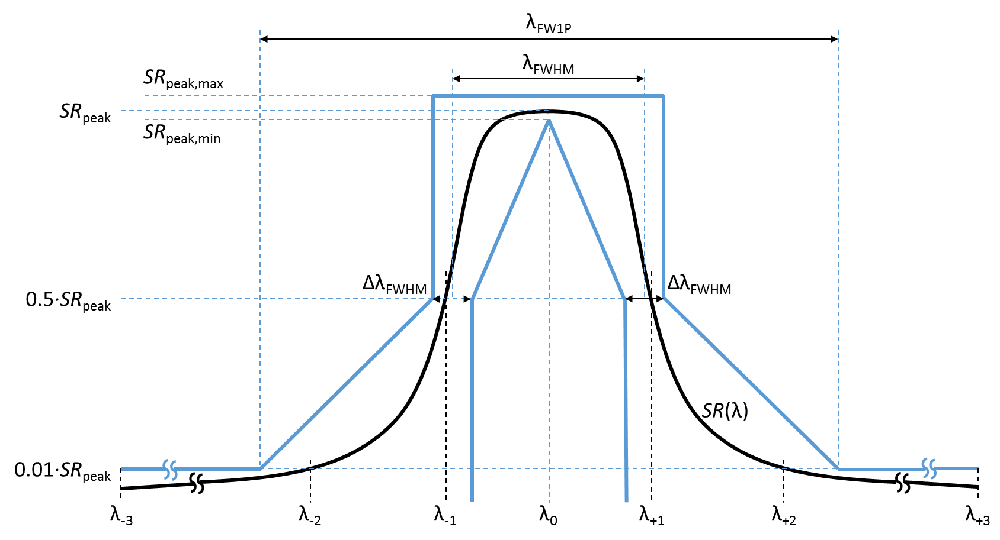 λFW1P
λFWHM
SRpeak,max
SRpeak
SRpeak,min
ΔλFWHM
ΔλFWHM
0.5·SRpeak
SR(λ)
0.01·SRpeak
λ-3
λ-2
λ-1
λ0
λ+1
λ+2
λ+3